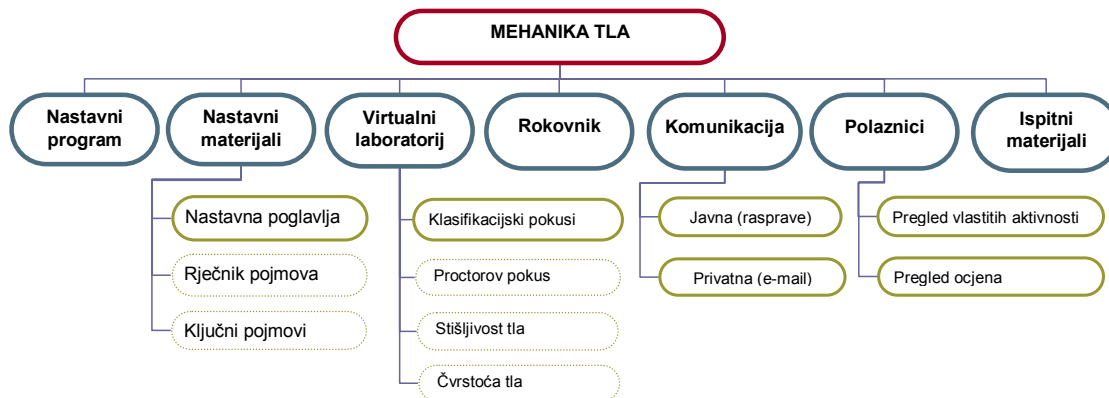 MEHANIKA TLA
Nastavni
program
Nastavni
materijali
Virtualni
laboratorij
Rokovnik
Komunikacija
Polaznici
Ispitni
materijali
Nastavna poglavlja
Rječnik pojmova
Ključni pojmovi
Klasifikacijski pokusi
Proctorov pokus
Stišljivost tla
Čvrstoća tla
Javna (rasprave)
Privatna (e-mail)
Pregled vlastitih aktivnosti
Pregled ocjena